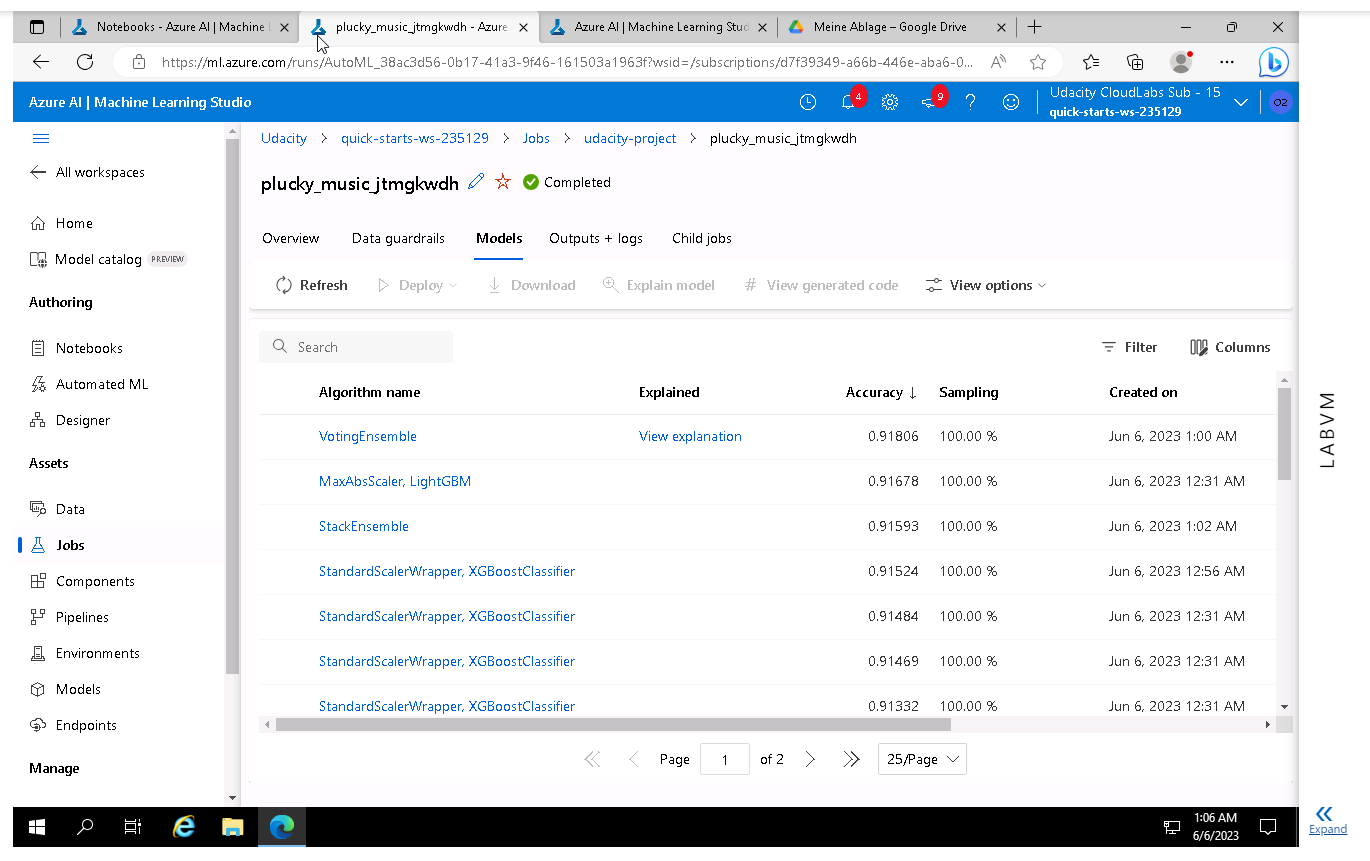 Notebooks - Azure AI | Machine L
plucky_music_jtmgkwdh - Azure
Azure AI | Machine Learning Stud
Meine Ablage – Google Drive
https://ml.azure.com/runs/AutoML_38ac3d56-0b17-41a3-9f46-161503a1963f?wsid=/subscriptions/d7f39349-a66b-446e-aba6-0...
Azure AI | Machine Learning Studio
4
9
Udacity CloudLabs Sub - 15
quick-starts-ws-235129
O2
All workspaces
Home
Model catalog PREVIEW
Authoring
Notebooks
Automated ML
Designer
Assets
Data
Jobs
Components
Pipelines
Environments
Models
Endpoints
Manage
Udacity > quick-starts-ws-235129 > Jobs > udacity-project > plucky_music_jtmgkwdh
plucky_music_jtmgkwdh Completed
Overview Data guardrails Models Outputs + logs Child jobs
Refresh Deploy Download Explain model # View generated code View options
Search Filter Columns
Algorithm name Explained Accuracy ↓ Sampling Created on
VotingEnsemble View explanation 0.91806 100.00 % Jun 6, 2023 1:00 AM
MaxAbsScaler, LightGBM 0.91678 100.00 % Jun 6, 2023 12:31 AM
StackEnsemble 0.91593 100.00 % Jun 6, 2023 1:02 AM
StandardScalerWrapper, XGBoostClassifier 0.91524 100.00 % Jun 6, 2023 12:56 AM
StandardScalerWrapper, XGBoostClassifier 0.91484 100.00 % Jun 6, 2023 12:31 AM
StandardScalerWrapper, XGBoostClassifier 0.91469 100.00 % Jun 6, 2023 12:31 AM
StandardScalerWrapper, XGBoostClassifier 0.91332 100.00 % Jun 6, 2023 12:31 AM
Page 1 of 2 25/Page
1:06 AM
6/6/2023
LABVM
Expand